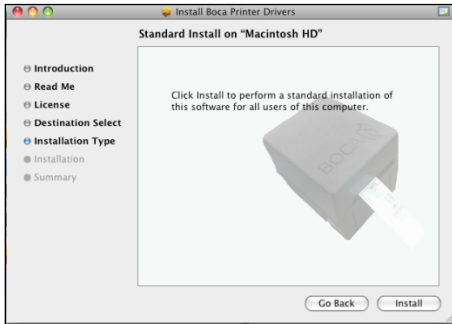 Install Boca Printer Drivers
Standard Install on “Macintosh HD”
Introduction
Read Me
License
Destination Select
Installation Type
Installation
Summary
Click Install to perform a standard installation of
this software for all users of this computer.
BOCA
Go Back
Install